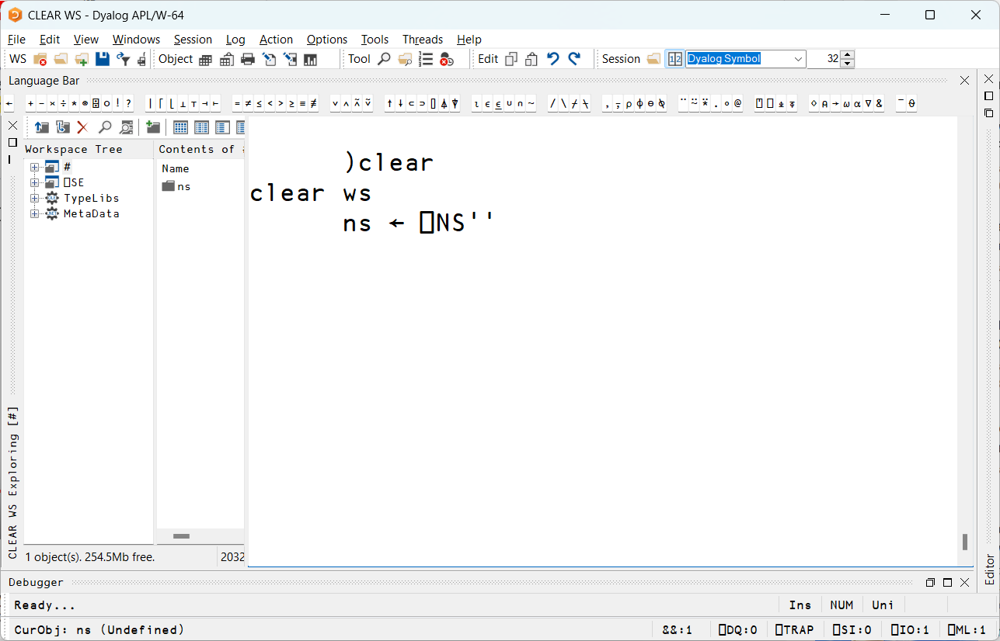 CLEAR WS - Dyalog APL/W-64
File Edit View Windows Session Log Action Options Tools Threads Help
WS Object Tool Edit Session Dyalog Symbol 32
Language Bar
← + - × ÷ * ⍟ ⌹ ○ ! ? | ⌈ ⌊ ⊥ ⊤ ⊣ ⊢ = ≠ ≤ < > ≥ ≡ ≢ ∨ ∧ ⍲ ⍱ ↑ ↓ ⊂ ⊃ ⌷ ⍋ ⍒ ⍳ ∊ ⍷ ∪ ∩ ~ / \ ⌿ ⍀ , ⍪ ⍴ ⌽ ⊖ ⍉ ¨ ⍨ ⍣ . ∘ @ ⍞ ⎕ ⍎ ⍕ ⋄ ⍝ → ⍵ ⍺ ∇ & ¯ ⍬
Workspace Tree
#
⎕SE
TypeLibs
MetaData
Contents of
Name
ns
)clear
clear ws
ns ← ⎕NS''
CLEAR WS Exploring [#]
1 object(s). 254.5Mb free.
2032
Editor
Debugger
Ready...
Ins NUM Uni
CurObj: ns (Undefined)
&&:1 ⎕DQ:0 ⎕TRAP ⎕SI:0 ⎕IO:1 ⎕ML:1